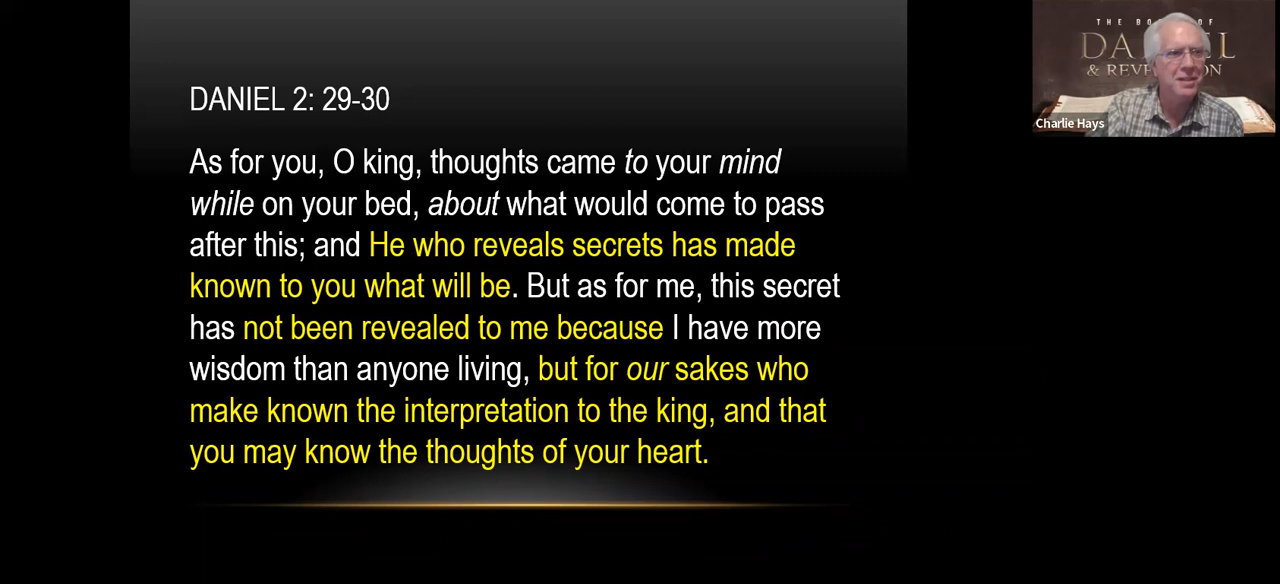 DANIEL 2: 29-30
As for you, O king, thoughts came to your mind
while on your bed, about what would come to pass
after this; and He who reveals secrets has made
known to you what will be. But as for me, this secret
has not been revealed to me because I have more
wisdom than anyone living, but for our sakes who
make known the interpretation to the king, and that
you may know the thoughts of your heart.
THE
OF
& 
Charlie Hays